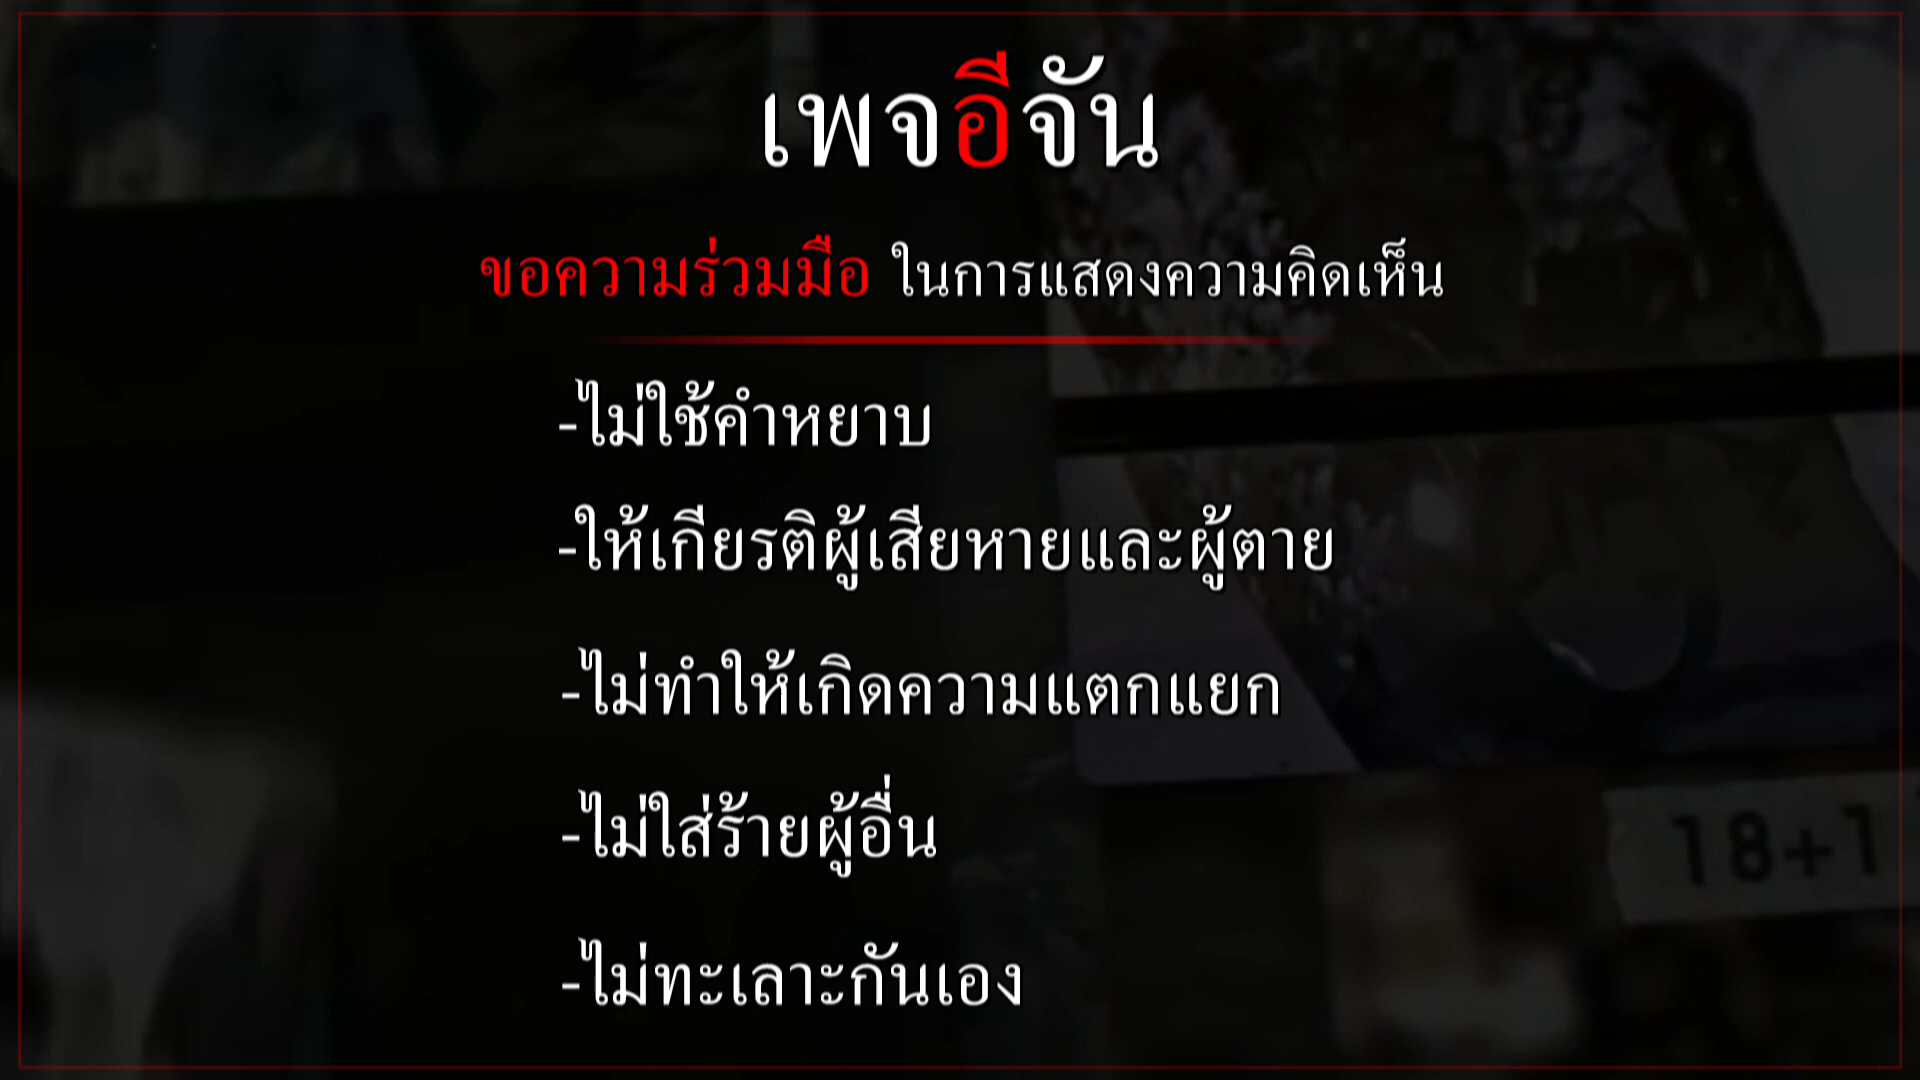 เพจอีจัน
ขอความร่วมมือ ในการแสดงความคิดเห็น
-ไม่ใช้คำหยาบ
-ให้เกียรติผู้เสียหายและผู้ตาย
-ไม่ทำให้เกิดความแตกแยก
-ไม่ใส่ร้ายผู้อื่น
18+1
-ไม่ทะเลาะกันเอง